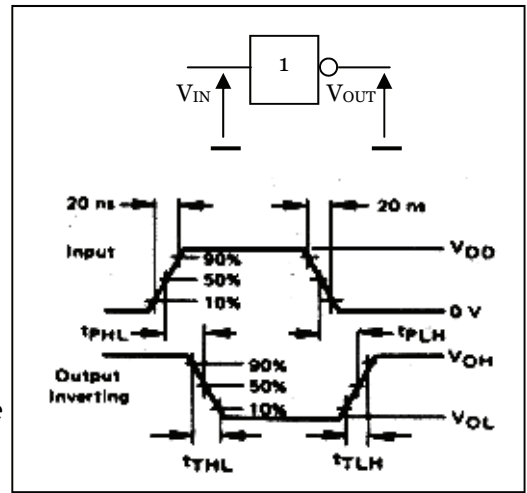 1
VIN VOUT
20 ns 20 ns
Input 90% VDD
50%
10% 0 V
tPHL tPLH
Output Inverting 90% VOH
50%
10% VOL
tTHL tTLH
e